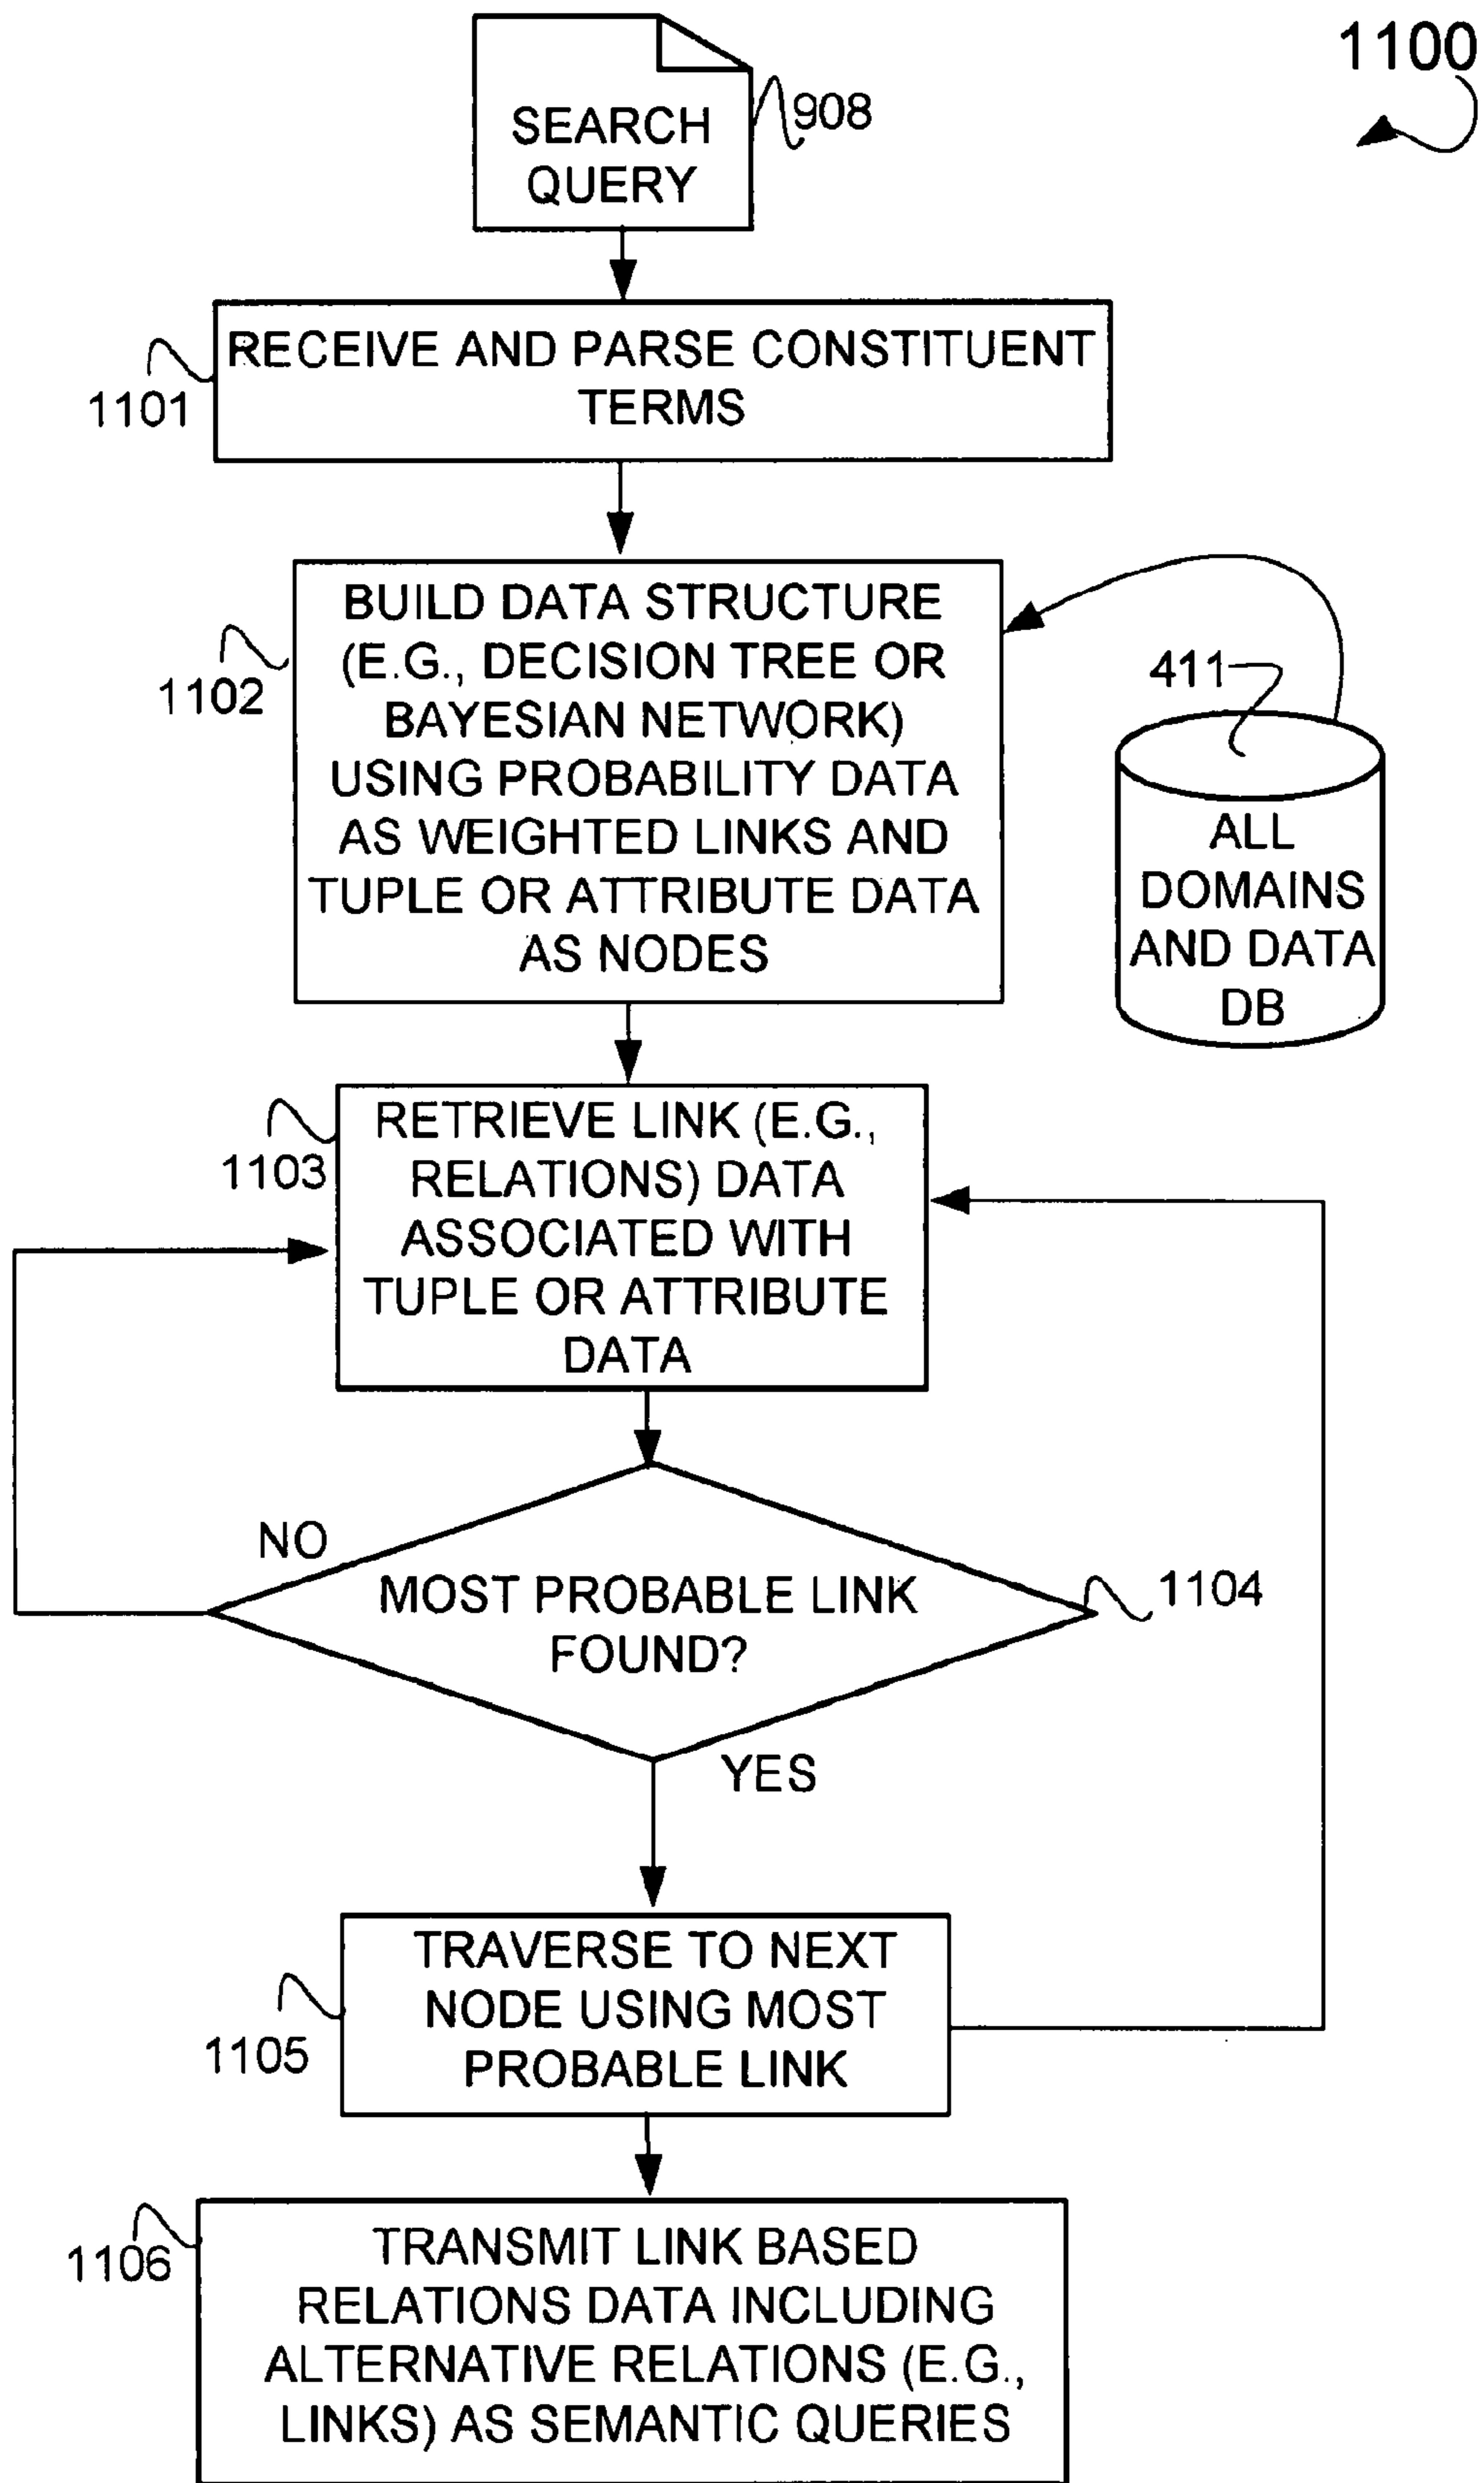 1100
SEARCH
QUERY
908
RECEIVE AND PARSE CONSTITUENT
TERMS
1101
BUILD DATA STRUCTURE
(E.G., DECISION TREE OR
BAYESIAN NETWORK)
USING PROBABILITY DATA
AS WEIGHTED LINKS AND
TUPLE OR ATTRIBUTE DATA
AS NODES
1102
411
ALL
DOMAINS
AND DATA
DB
RETRIEVE LINK (E.G.,
RELATIONS) DATA
ASSOCIATED WITH
TUPLE OR ATTRIBUTE
DATA
1103
NO
MOST PROBABLE LINK
FOUND?
1104
YES
TRAVERSE TO NEXT
NODE USING MOST
PROBABLE LINK
1105
TRANSMIT LINK BASED
RELATIONS DATA INCLUDING
ALTERNATIVE RELATIONS (E.G.,
LINKS) AS SEMANTIC QUERIES
1106